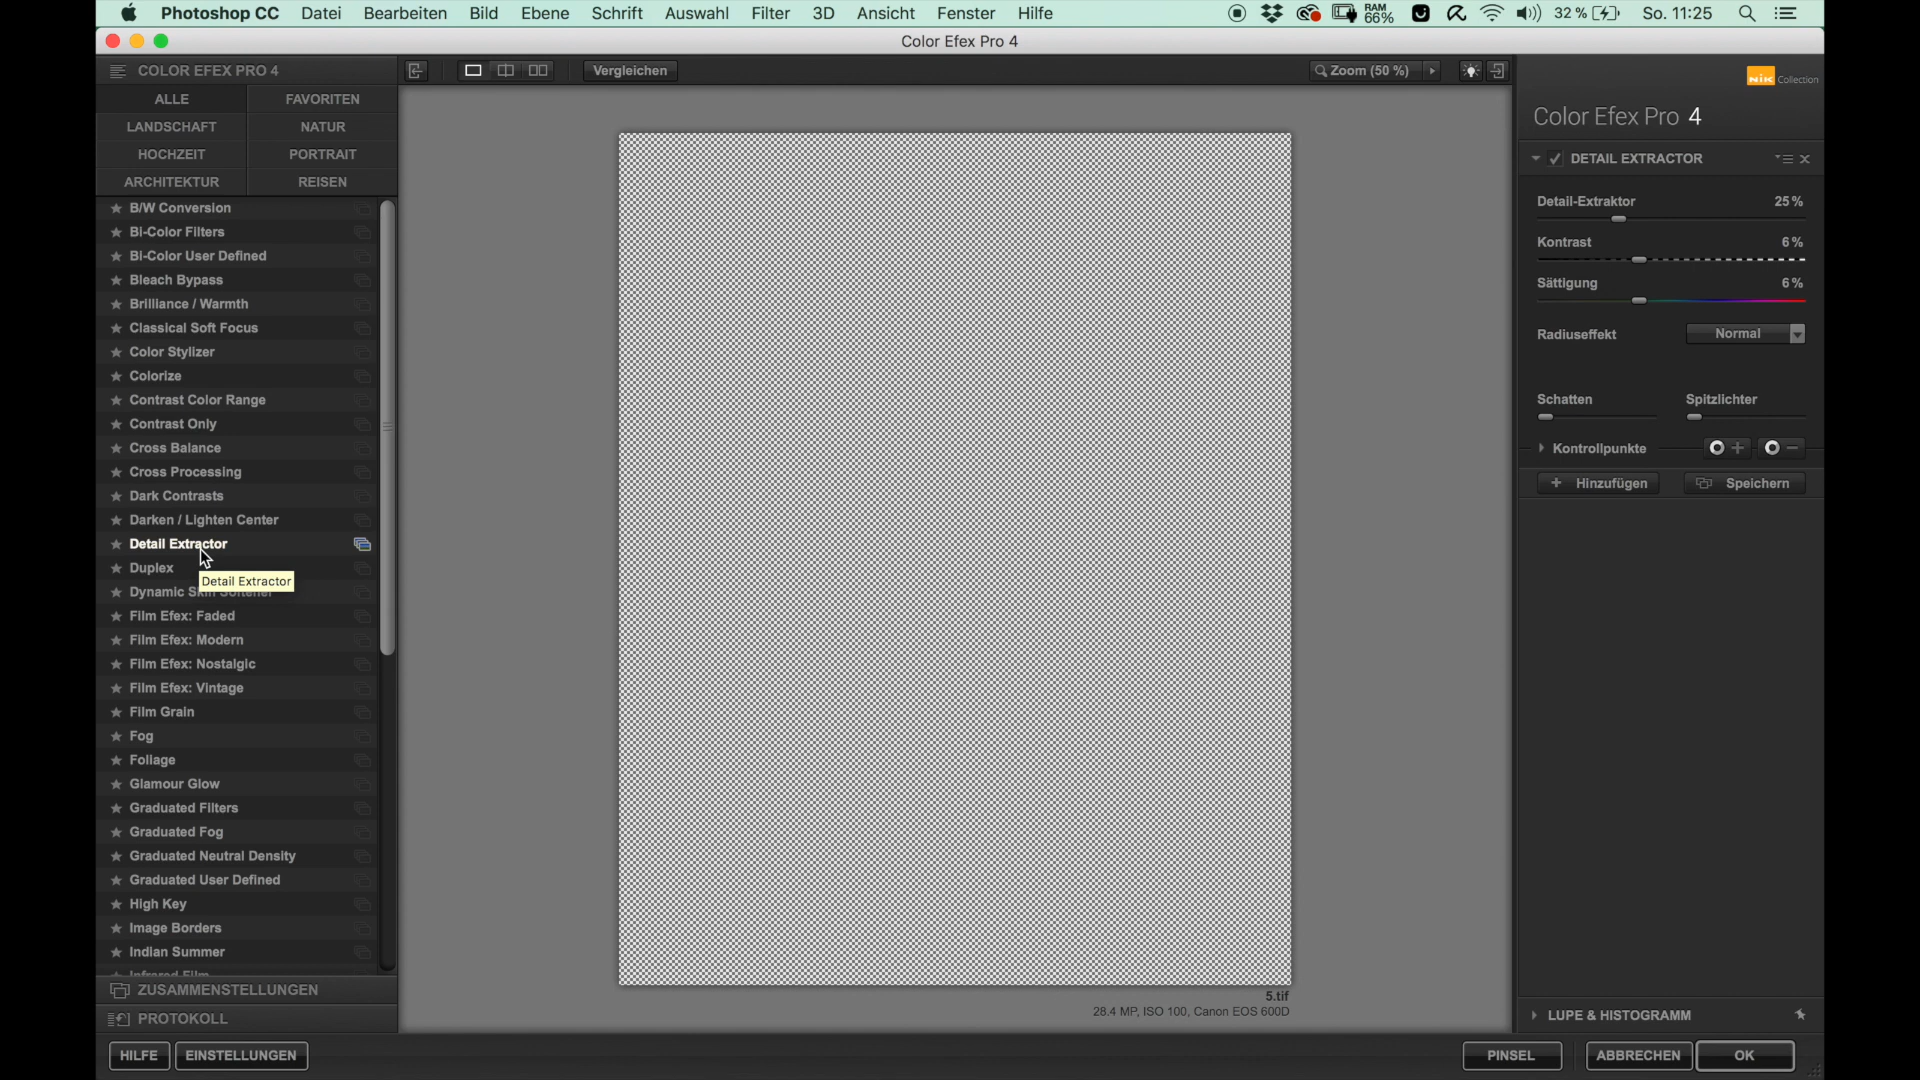 Photoshop CC Datei Bearbeiten Bild Ebene Schrift Auswahl Filter 3D Ansicht Fenster Hilfe RAM 66% 32 % So. 11:25
Color Efex Pro 4
COLOR EFEX PRO 4
Vergleichen
Zoom (50 %)
ALLE FAVORITEN
LANDSCHAFT NATUR
HOCHZEIT PORTRAIT
ARCHITEKTUR REISEN
B/W Conversion
Bi-Color Filters
Bi-Color User Defined
Bleach Bypass
Brilliance / Warmth
Classical Soft Focus
Color Stylizer
Colorize
Contrast Color Range
Contrast Only
Cross Balance
Cross Processing
Dark Contrasts
Darken / Lighten Center
Detail Extractor
Duplex
Detail Extractor
Dynamic Skin Softener
Film Efex: Faded
Film Efex: Modern
Film Efex: Nostalgic
Film Efex: Vintage
Film Grain
Fog
Foliage
Glamour Glow
Graduated Filters
Graduated Fog
Graduated Neutral Density
Graduated User Defined
High Key
Image Borders
Indian Summer
Infrared Film
ZUSAMMENSTELLUNGEN
PROTOKOLL
HILFE EINSTELLUNGEN
5.tif
28.4 MP, ISO 100, Canon EOS 600D
Nik Collection
Color Efex Pro 4
DETAIL EXTRACTOR
Detail-Extraktor 25 %
Kontrast 6 %
Sättigung 6 %
Radiuseffekt Normal
Schatten Spitzlichter
Kontrollpunkte
Hinzufügen Speichern
LUPE & HISTOGRAMM
PINSEL ABBRECHEN OK